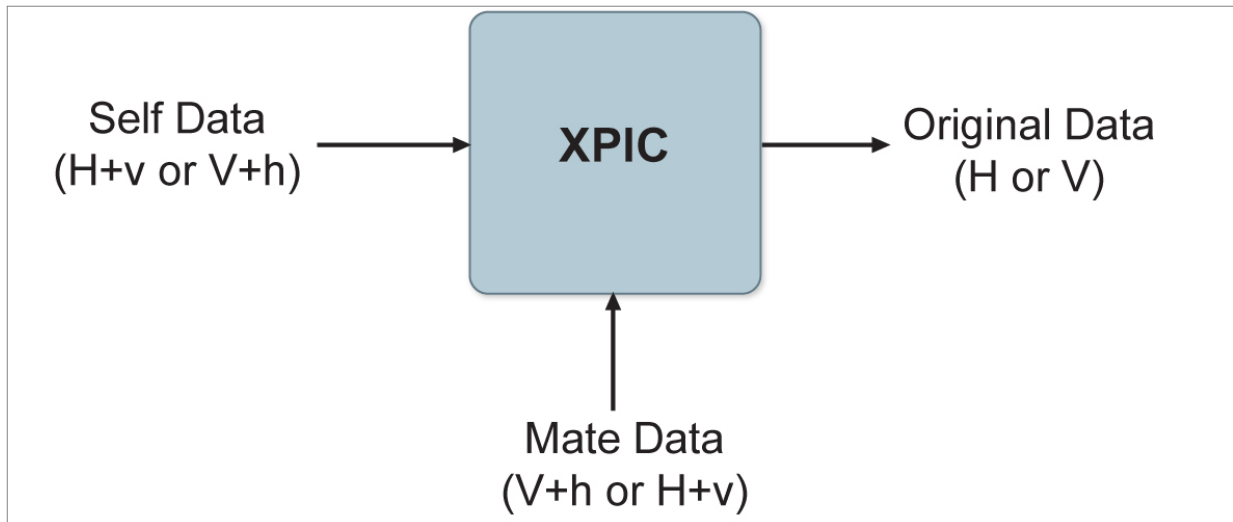 Self Data
(H+v or V+h)
XPIC
Original Data
(H or V)
Mate Data
(V+h or H+v)